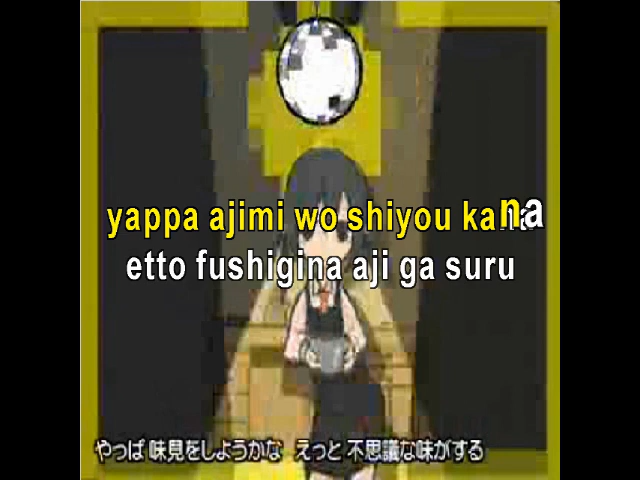 yappa ajimi wo shiyou kana
etto fushigina aji ga suru
やっぱ 味見をしようかな えっと 不思議な味がする